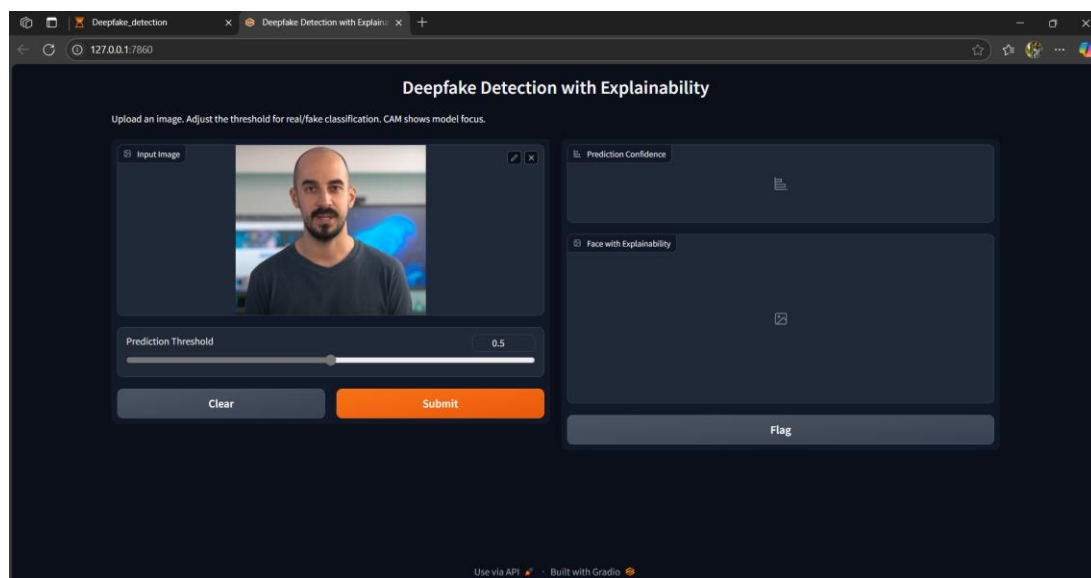 Deepfake_detection
Deepfake Detection with Explaina
127.0.0.1:7860
Deepfake Detection with Explainability
Upload an image. Adjust the threshold for real/fake classification. CAM shows model focus.
Input Image
Prediction Threshold
0.5
Clear
Submit
Prediction Confidence
Face with Explainability
Flag
Use via API · Built with Gradio